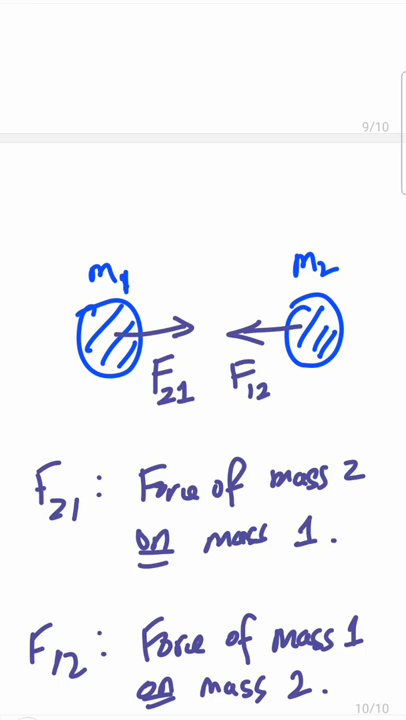 9/10
m1 m2
F21 F12
F21 : Force of mass 2
on mass 1.
F12 : Force of mass 1
on mass 2.
10/10